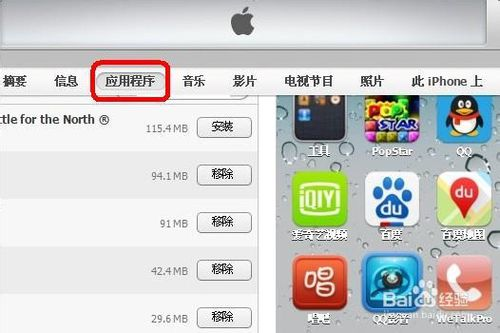 摘要 信息 应用程序 音乐 影片 电视节目 照片 此 iPhone 上
ttle for the North ®
115.4 MB 安装
94.1 MB 移除
91 MB 移除
42.4 MB 移除
29.6 MB 移除
POP STAR
工具 PopStar QQ
iQIYI du du
爱奇艺视频 百度 百度地图
唱
唱吧 WeTalkPro
Baidu 经验
jingyan.baidu.com